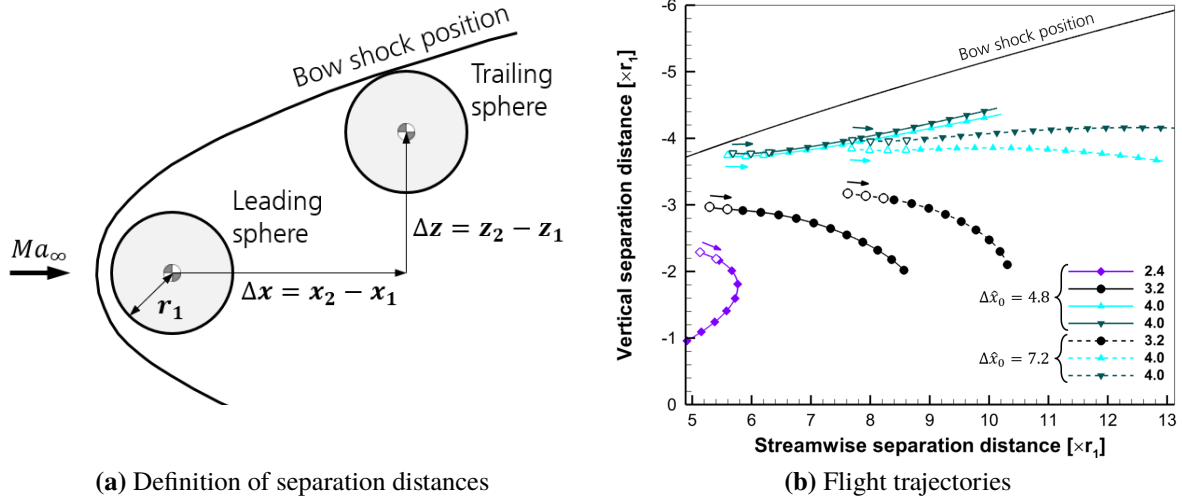 Bow shock position
Trailing
sphere
Leading
sphere
Ma∞
r₁
Δz = z₂ − z₁
Δx = x₂ − x₁
(a) Definition of separation distances
Vertical separation distance [×r₁]
-6
-5
-4
-3
-2
-1
0
Bow shock position
Δx̂₀ = 4.8
2.4
3.2
4.0
4.0
Δx̂₀ = 7.2
3.2
4.0
4.0
5 6 7 8 9 10 11 12 13
Streamwise separation distance [×r₁]
(b) Flight trajectories